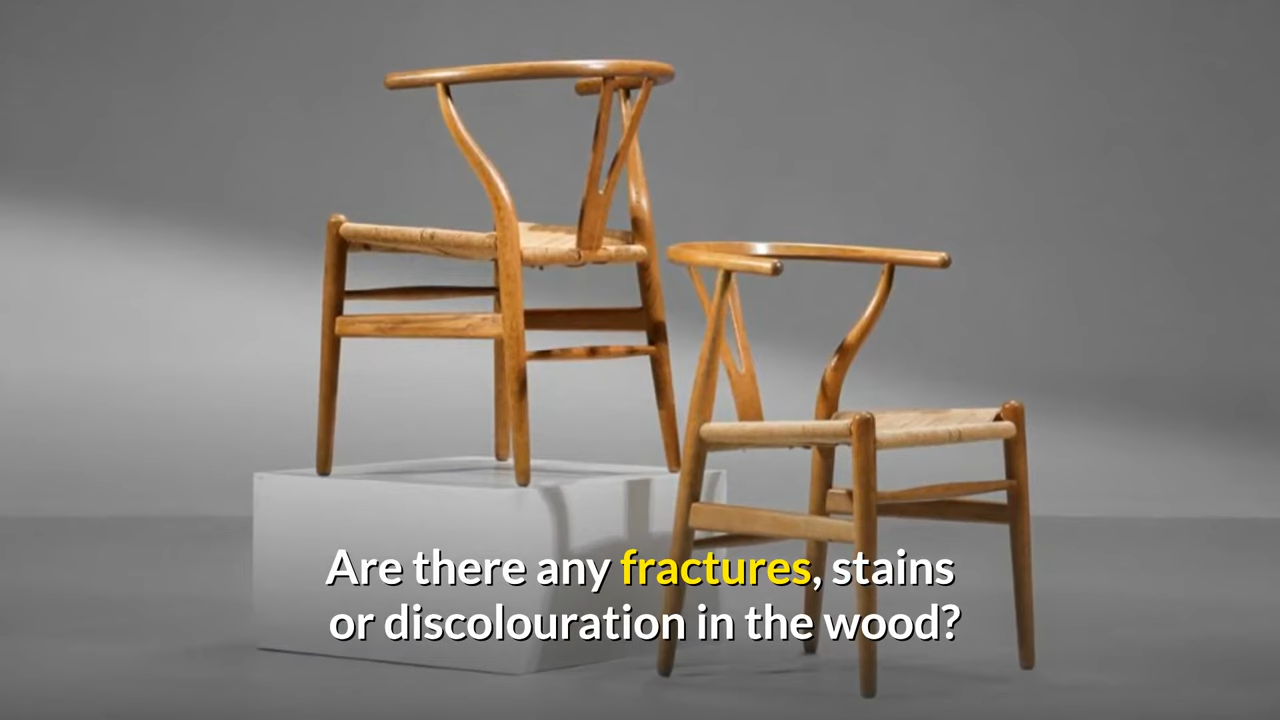 Are there any fractures, stains
or discolouration in the wood?